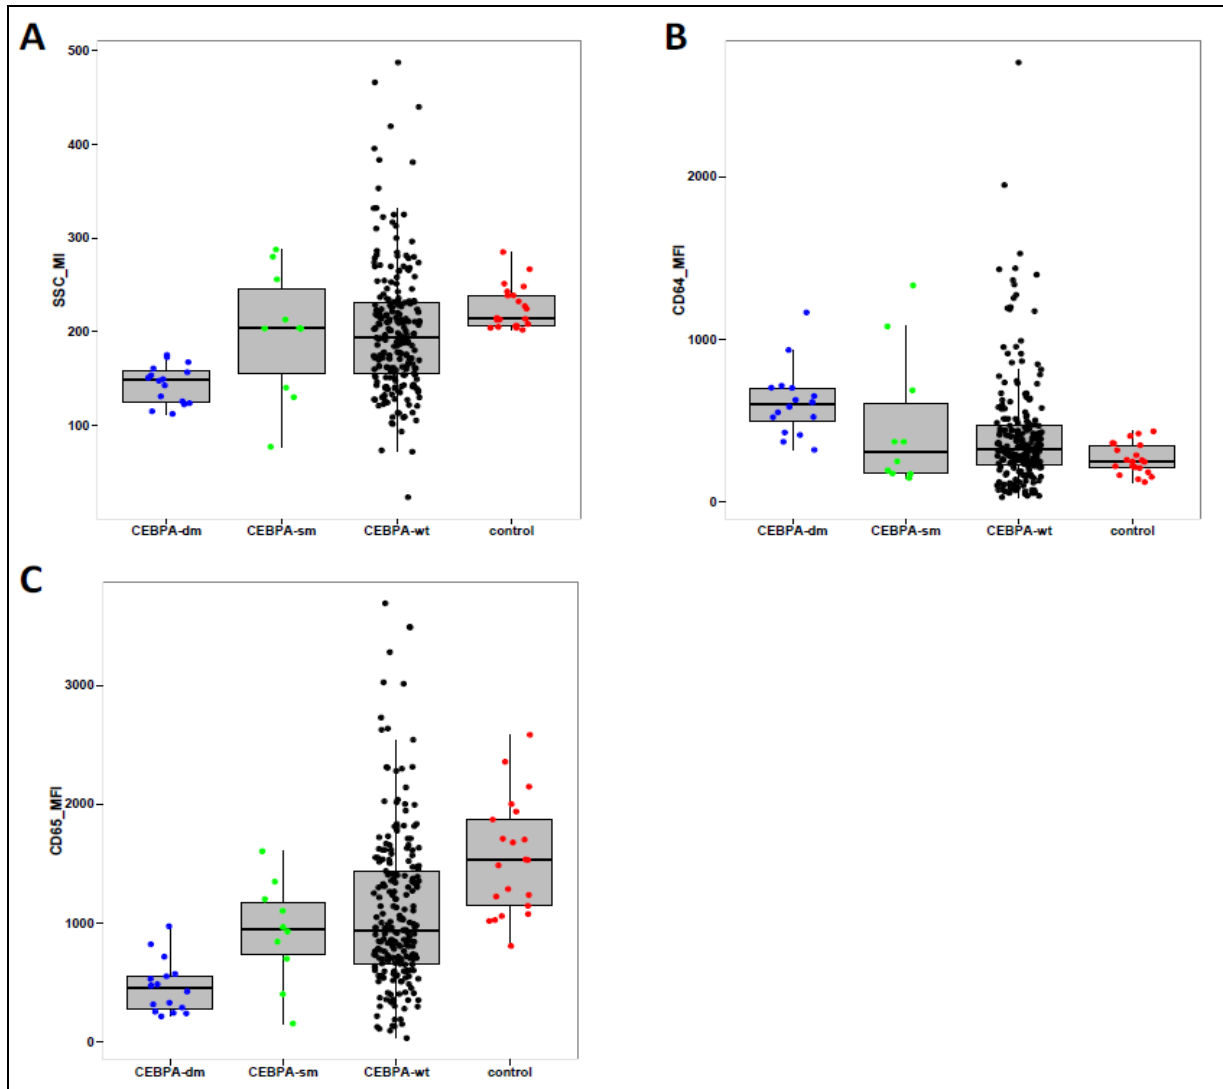 A
B
500
400
300
200
100
SSC_MI
CEBPA-dm CEBPA-sm CEBPA-wt control
2000
1000
0
CD64_MFI
CEBPA-dm CEBPA-sm CEBPA-wt control
C
3000
2000
1000
0
CD65_MFI
CEBPA-dm CEBPA-sm CEBPA-wt control